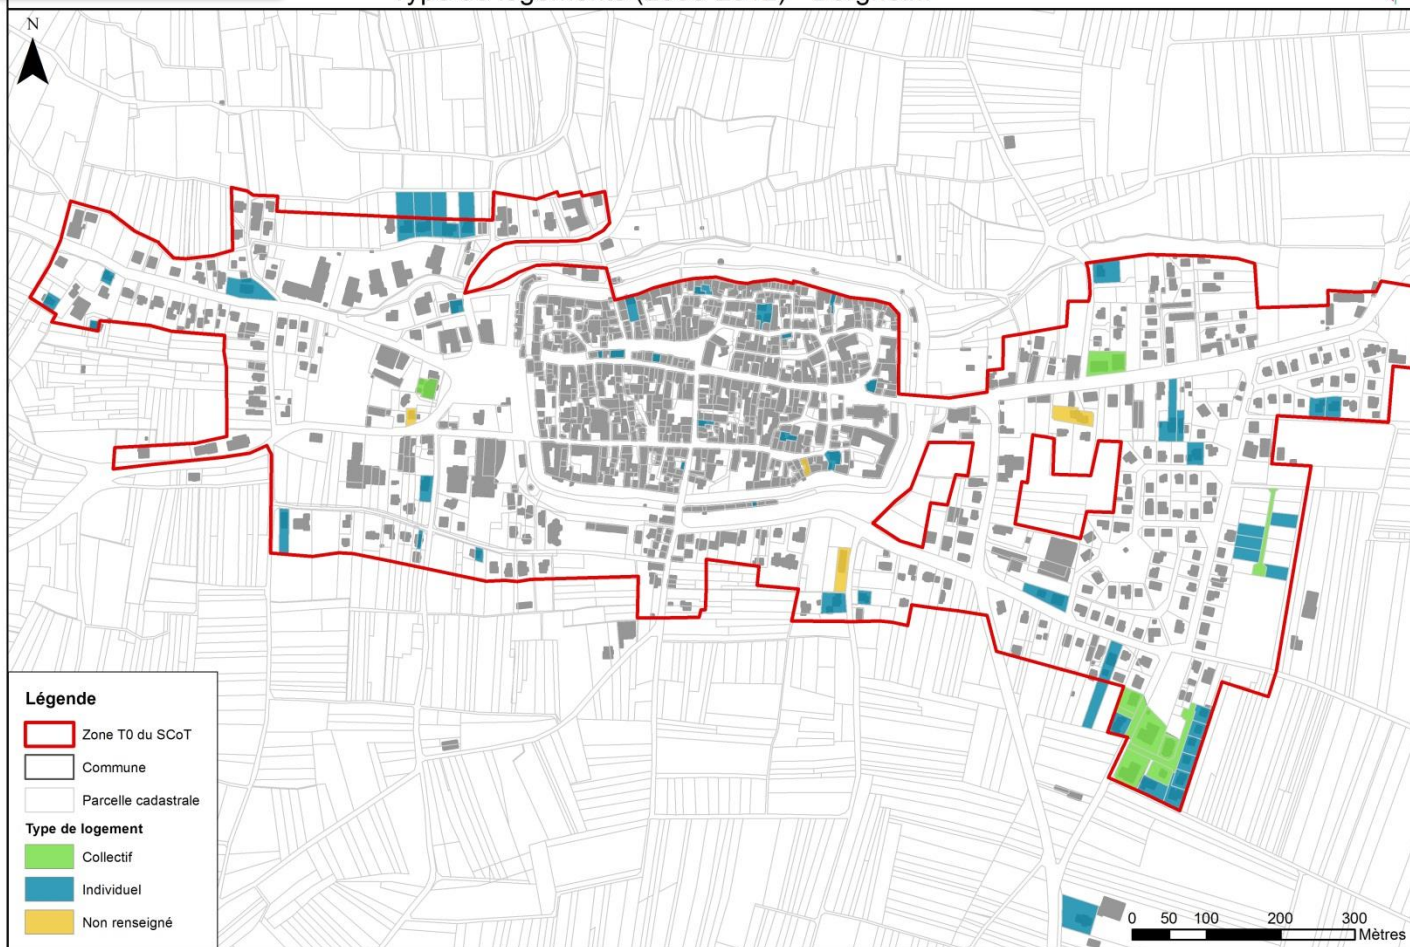 N
Légende
Zone T0 du SCoT
Commune
Parcelle cadastrale
Type de logement
Collectif
Individuel
Non renseigné
0 50 100 200 300
Mètres